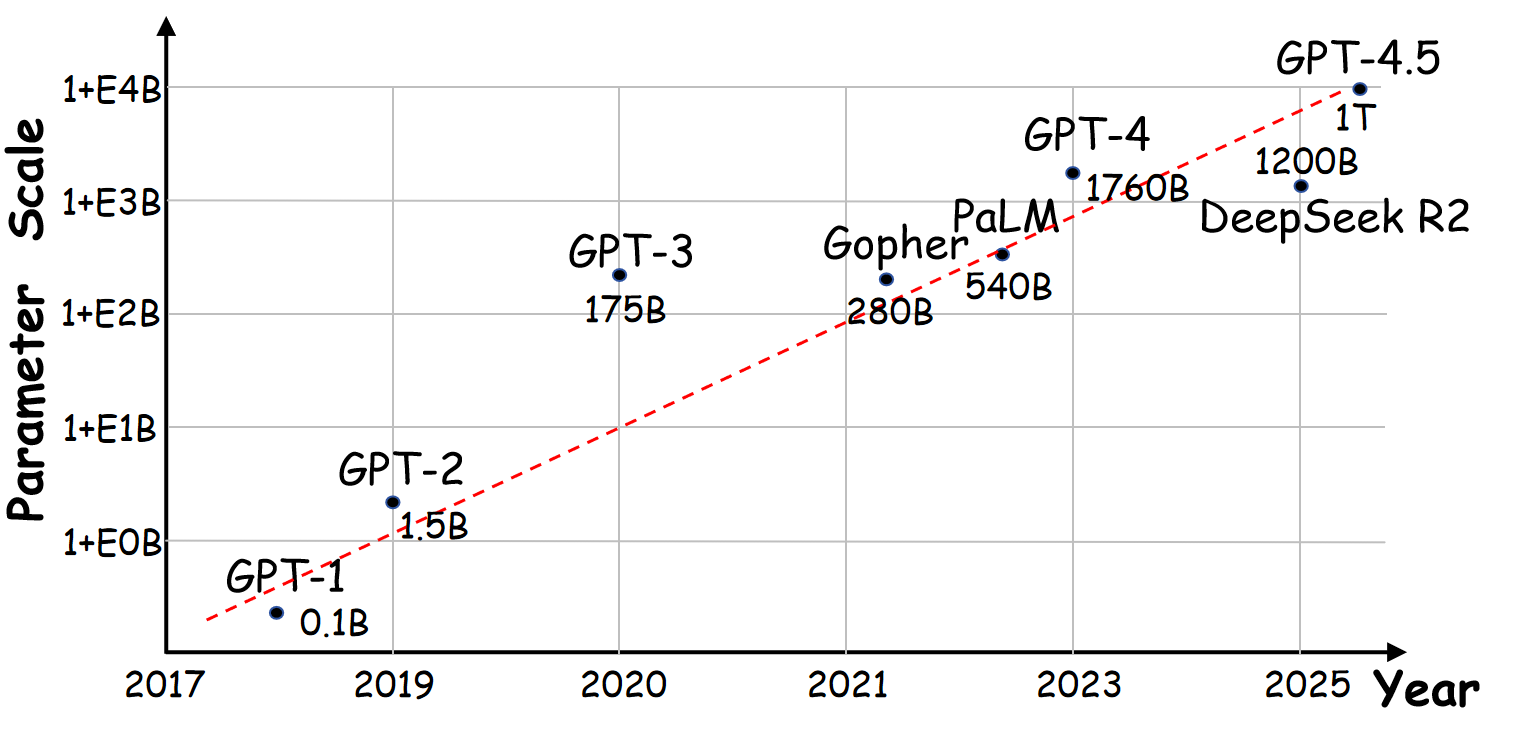 GPT-4.5
1+E4B
1T
GPT-4
1200B
1760B
1+E3B
PaLM
DeepSeek R2
Gopher
GPT-3
540B
175B
280B
1+E2B
Parameter Scale
1+E1B
GPT-2
1.5B
1+E0B
GPT-1
0.1B
2017 2019 2020 2021 2023 2025 Year